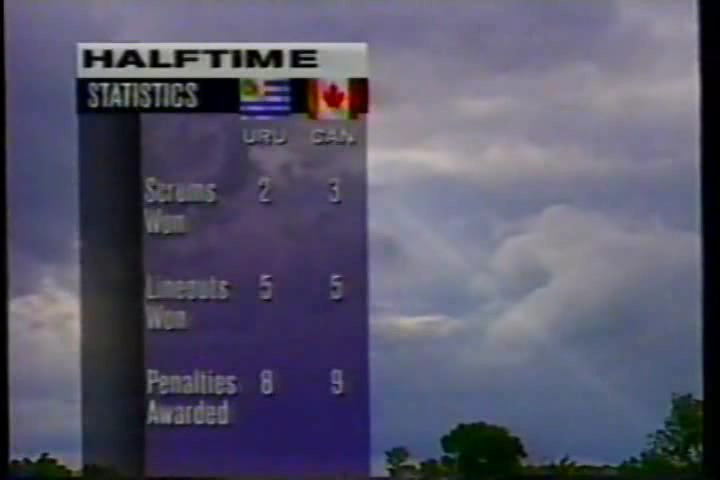 HALFTIME
STATISTICS
URU CAN
Scrums 2 3
Won
Lineouts 5 5
Won
Penalties 8 9
Awarded